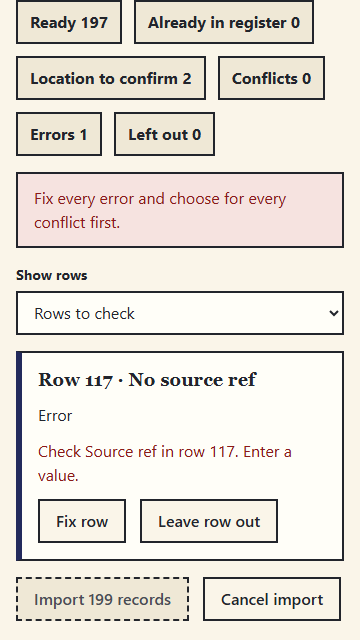 Ready 197
Already in register 0
Location to confirm 2
Conflicts 0
Errors 1
Left out 0
Fix every error and choose for every
conflict first.
Show rows
Rows to check
Row 117 · No source ref
Error
Check Source ref in row 117. Enter a
value.
Fix row
Leave row out
Import 199 records
Cancel import